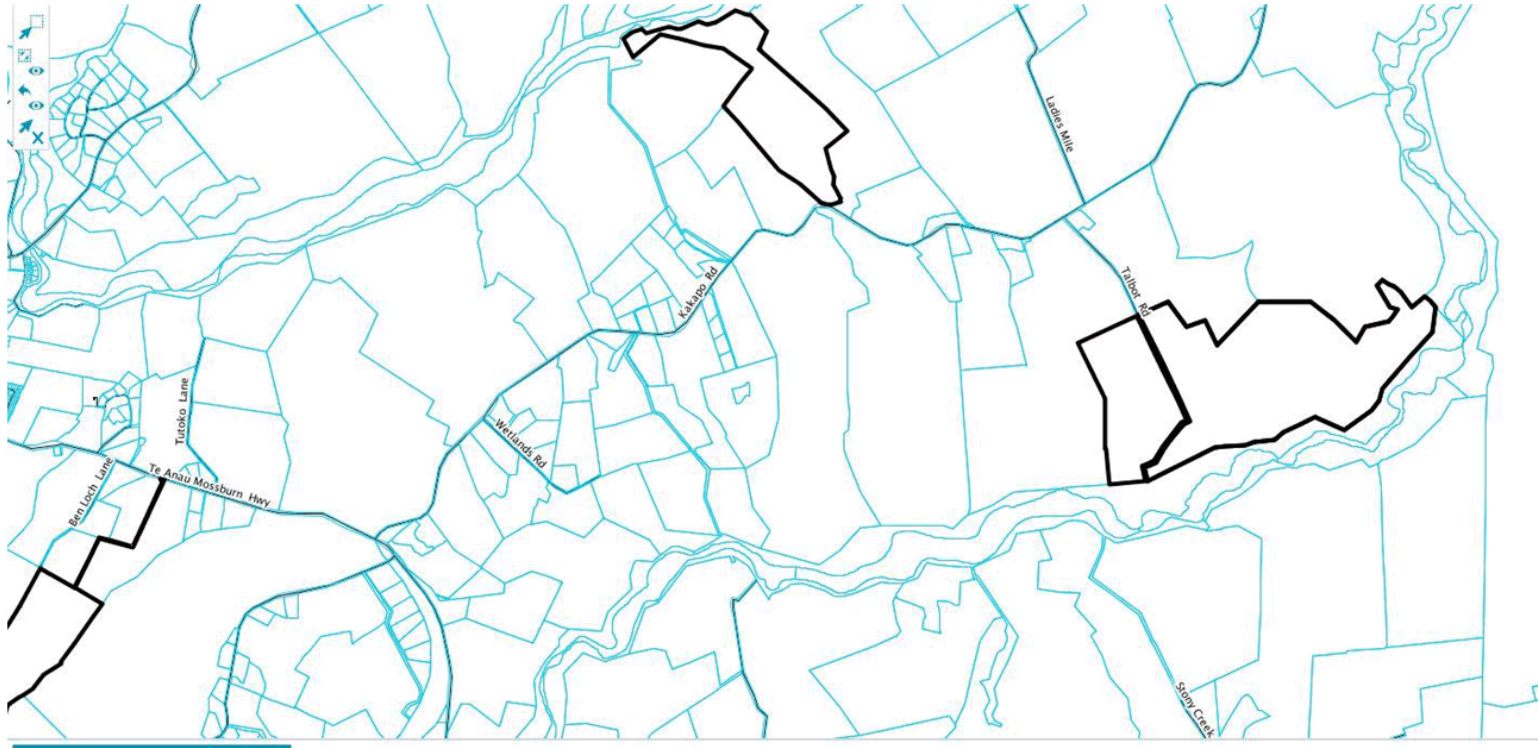 Ladies Mile
Talbot Rd
Kakapo Rd
Tutoko Lane
Wetlands Rd
Te Anau Mossburn Hwy
Ben Loch Lane
Stony Creek